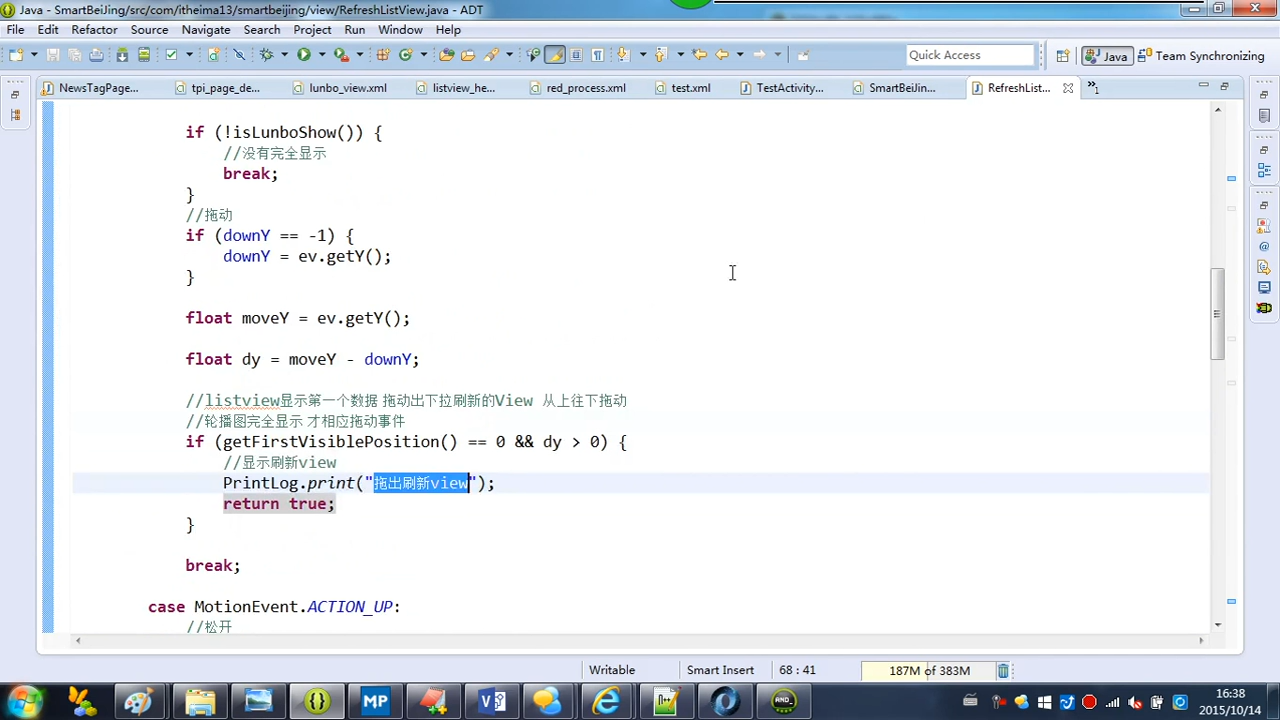 Java - SmartBeiJing/src/com/itheima13/smartbeijing/view/RefreshListView.java - ADT
File Edit Refactor Source Navigate Search Project Run Window Help
Quick Access
Java
Team Synchronizing
NewsTagPage... tpi_page_de... lunbo_view.xml listview_he... red_process.xml test.xml TestActivity... SmartBeiJin... RefreshList... »1
if (!isLunboShow()) {
//没有完全显示
break;
}
//拖动
if (downY == -1) {
downY = ev.getY();
}
float moveY = ev.getY();
float dy = moveY - downY;
//listview显示第一个数据 拖动出下拉刷新的View 从上往下拖动
//轮播图完全显示 才相应拖动事件
if (getFirstVisiblePosition() == 0 && dy > 0) {
//显示刷新view
PrintLog.print("拖出刷新view");
return true;
}
break;
case MotionEvent.ACTION_UP:
//松开
Writable Smart Insert 68 : 41 187M of 383M
MP
16:38
2015/10/14